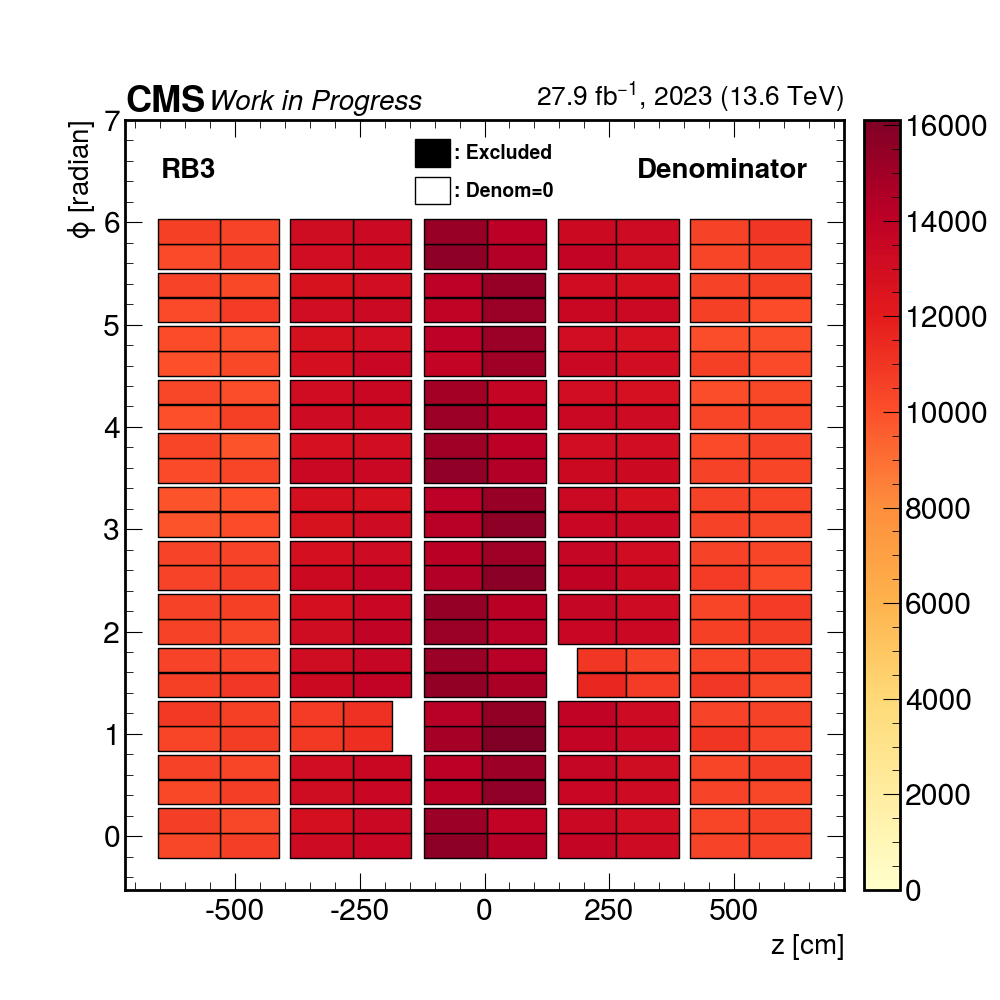 CMS Work in Progress 27.9 fb⁻¹, 2023 (13.6 TeV)
RB3
: Excluded
: Denom=0
Denominator
ϕ [radian]
7
6
5
4
3
2
1
0
-500 -250 0 250 500
z [cm]
16000
14000
12000
10000
8000
6000
4000
2000
0